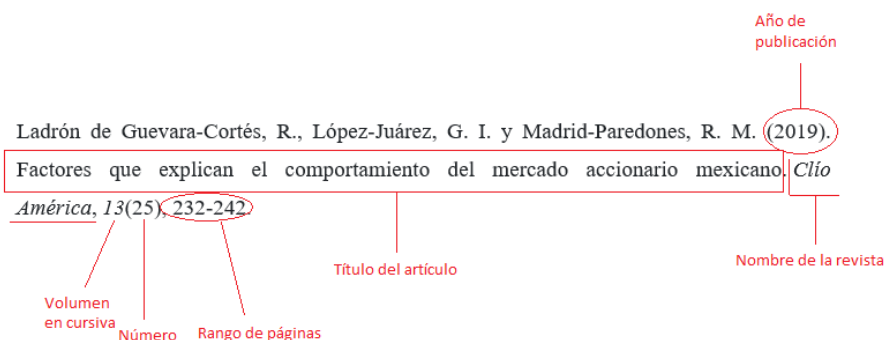 Año de
publicación
Ladrón de Guevara-Cortés, R., López-Juárez, G. I. y Madrid-Paredones, R. M. (2019).
Factores que explican el comportamiento del mercado accionario mexicano. Clío
América, 13(25), 232-242.
Título del artículo
Nombre de la revista
Volumen
en cursiva
Número
Rango de páginas